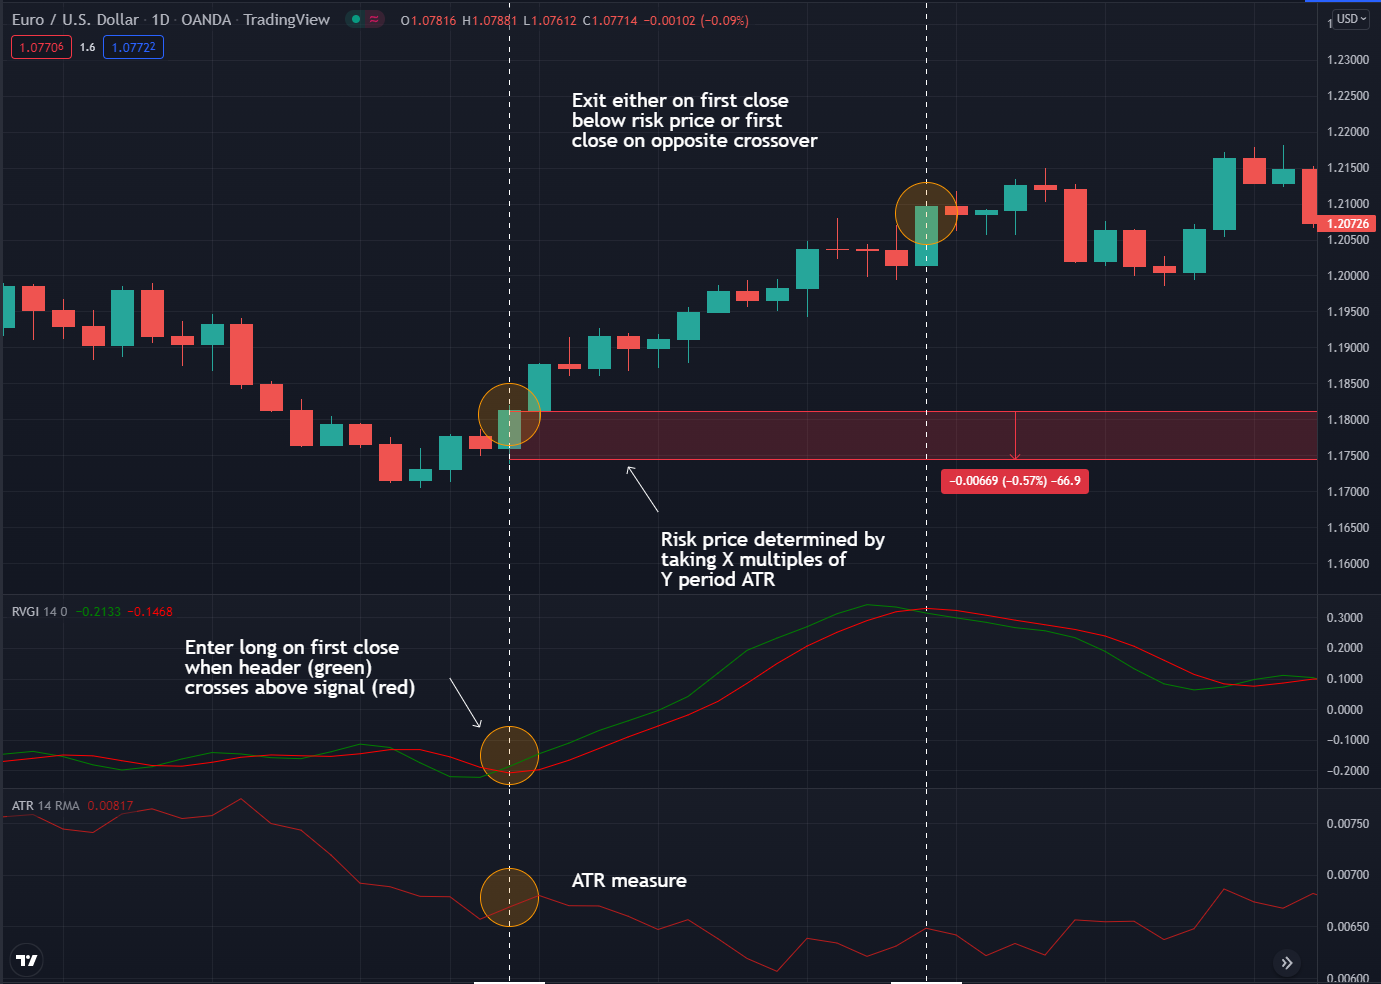 Euro / U.S. Dollar · 1D · OANDA · TradingView O1.07816 H1.07881 L1.07612 C1.07714 −0.00102 (−0.09%)
USD
1.07706 1.6 1.07722
1.23000
1.22500
Exit either on first close
below risk price or first
close on opposite crossover
1.22000
1.21500
1.21000
1.20726
1.20500
1.20000
1.19500
1.19000
1.18500
1.18000
1.17500
−0.00669 (−0.57%) −66.9
1.17000
1.16500
Risk price determined by
taking X multiples of
Y period ATR
1.16000
RVGI 14 0 −0.2133 −0.1468
0.3000
Enter long on first close
when header (green)
crosses above signal (red)
0.2000
0.1000
0.0000
−0.1000
−0.2000
ATR 14 RMA 0.00817
0.00750
ATR measure
0.00700
0.00650
0.00600